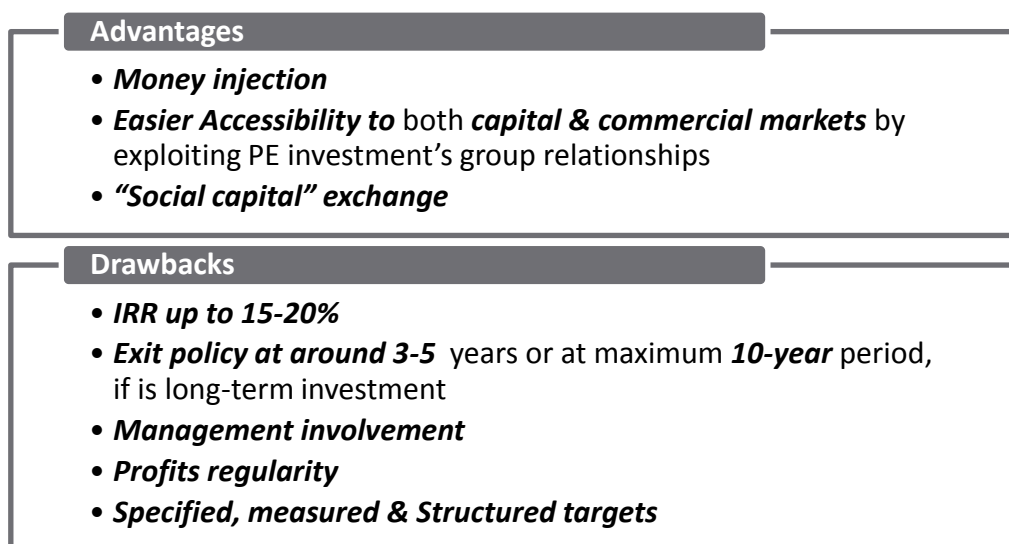 Advantages
• Money injection
• Easier Accessibility to both capital & commercial markets by
exploiting PE investment's group relationships
• “Social capital” exchange
Drawbacks
• IRR up to 15-20%
• Exit policy at around 3-5 years or at maximum 10-year period,
if is long-term investment
• Management involvement
• Profits regularity
• Specified, measured & Structured targets